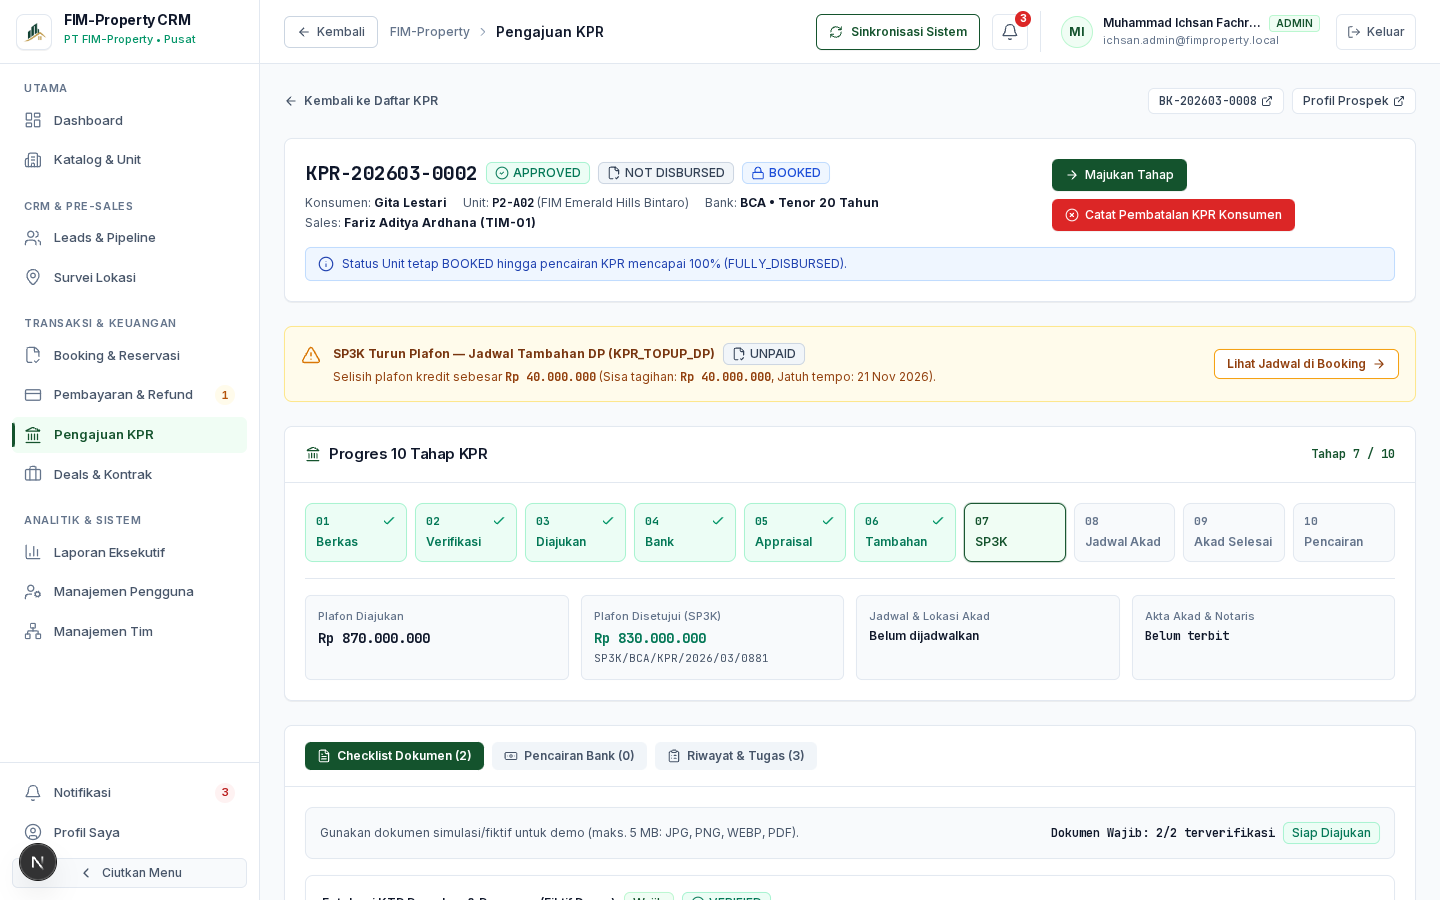 FIM-Property CRM
PT FIM-Property • Pusat
Kembali
FIM-Property
Pengajuan KPR
Sinkronisasi Sistem
3
MI
Muhammad Ichsan Fachr...
ADMIN
ichsan.admin@fimproperty.local
Keluar
UTAMA
Dashboard
Katalog & Unit
CRM & PRE-SALES
Leads & Pipeline
Survei Lokasi
TRANSAKSI & KEUANGAN
Booking & Reservasi
Pembayaran & Refund
1
Pengajuan KPR
Deals & Kontrak
ANALITIK & SISTEM
Laporan Eksekutif
Manajemen Pengguna
Manajemen Tim
Notifikasi
3
Profil Saya
N
Ciutkan Menu
Kembali ke Daftar KPR
BK-202603-0008
Profil Prospek
KPR-202603-0002
APPROVED
NOT DISBURSED
BOOKED
Konsumen: Gita Lestari
Unit: P2-A02 (FIM Emerald Hills Bintaro)
Bank: BCA • Tenor 20 Tahun
Sales: Fariz Aditya Ardhana (TIM-01)
Majukan Tahap
Catat Pembatalan KPR Konsumen
Status Unit tetap BOOKED hingga pencairan KPR mencapai 100% (FULLY_DISBURSED).
SP3K Turun Plafon — Jadwal Tambahan DP (KPR_TOPUP_DP)
UNPAID
Selisih plafon kredit sebesar Rp 40.000.000 (Sisa tagihan: Rp 40.000.000, Jatuh tempo: 21 Nov 2026).
Lihat Jadwal di Booking
Progres 10 Tahap KPR
Tahap 7 / 10
01
Berkas
02
Verifikasi
03
Diajukan
04
Bank
05
Appraisal
06
Tambahan
07
SP3K
08
Jadwal Akad
09
Akad Selesai
10
Pencairan
Plafon Diajukan
Rp 870.000.000
Plafon Disetujui (SP3K)
Rp 830.000.000
SP3K/BCA/KPR/2026/03/0881
Jadwal & Lokasi Akad
Belum dijadwalkan
Akta Akad & Notaris
Belum terbit
Checklist Dokumen (2)
Pencairan Bank (0)
Riwayat & Tugas (3)
Gunakan dokumen simulasi/fiktif untuk demo (maks. 5 MB: JPG, PNG, WEBP, PDF).
Dokumen Wajib: 2/2 terverifikasi
Siap Diajukan